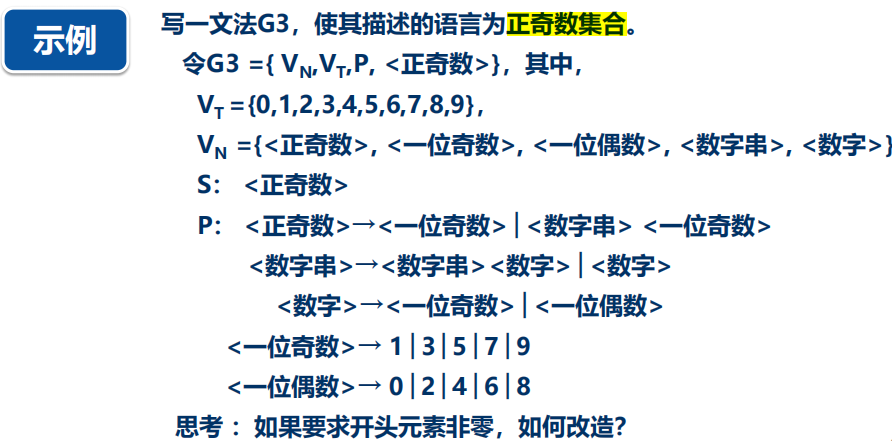 示例
写一文法G3，使其描述的语言为正奇数集合。
令G3 ={ VN,VT,P, <正奇数>}，其中，
VT ={0,1,2,3,4,5,6,7,8,9}，
VN ={<正奇数>, <一位奇数>, <一位偶数>, <数字串>, <数字>}
S： <正奇数>
P： <正奇数>→<一位奇数>|<数字串> <一位奇数>
<数字串>→<数字串><数字>|<数字>
<数字>→<一位奇数>|<一位偶数>
<一位奇数>→ 1|3|5|7|9
<一位偶数>→ 0|2|4|6|8
思考 ：如果要求开头元素非零，如何改造？